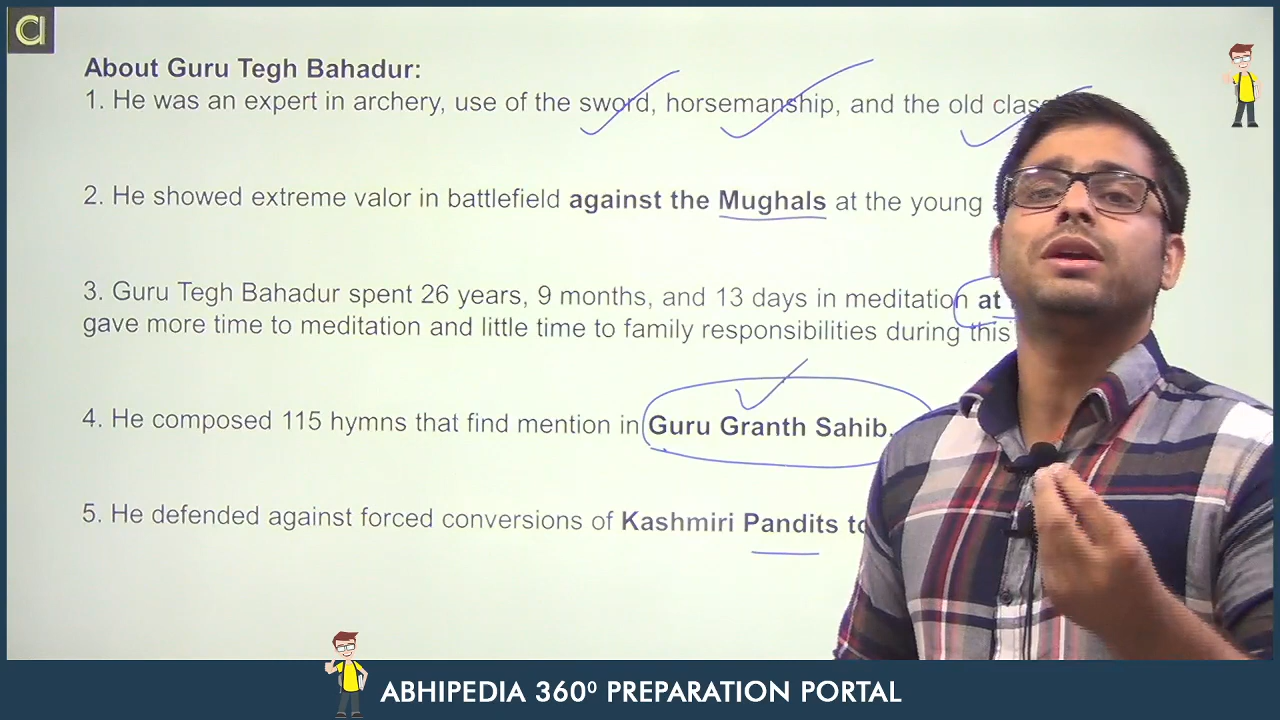 About Guru Tegh Bahadur:
1. He was an expert in archery, use of the sword, horsemanship, and the old
2. He showed extreme valor in battlefield against the Mughals at the young
3. Guru Tegh Bahadur spent 26 years, 9 months, and 13 days in meditation at
gave more time to meditation and little time to family responsibilities during this
4. He composed 115 hymns that find mention in Guru Granth Sahib.
5. He defended against forced conversions of Kashmiri Pandits
ABHIPEDIA 360⁰ PREPARATION PORTAL